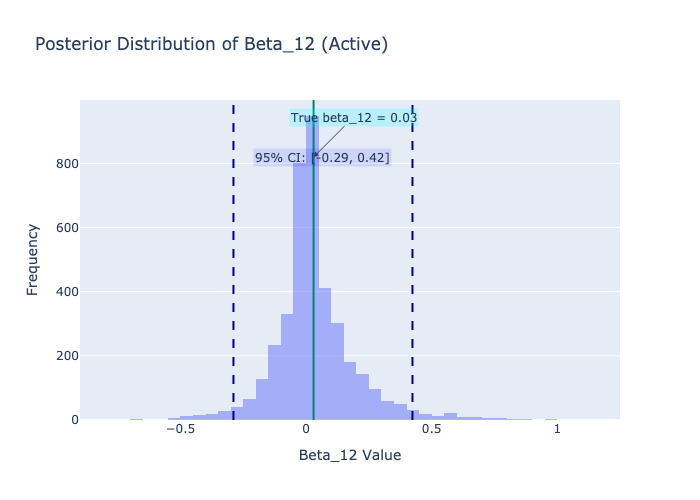 Posterior Distribution of Beta_12 (Active)
True beta_12 = 0.03
95% CI: [-0.29, 0.42]
800
600
400
200
0
Frequency
−0.5
0
0.5
1
Beta_12 Value